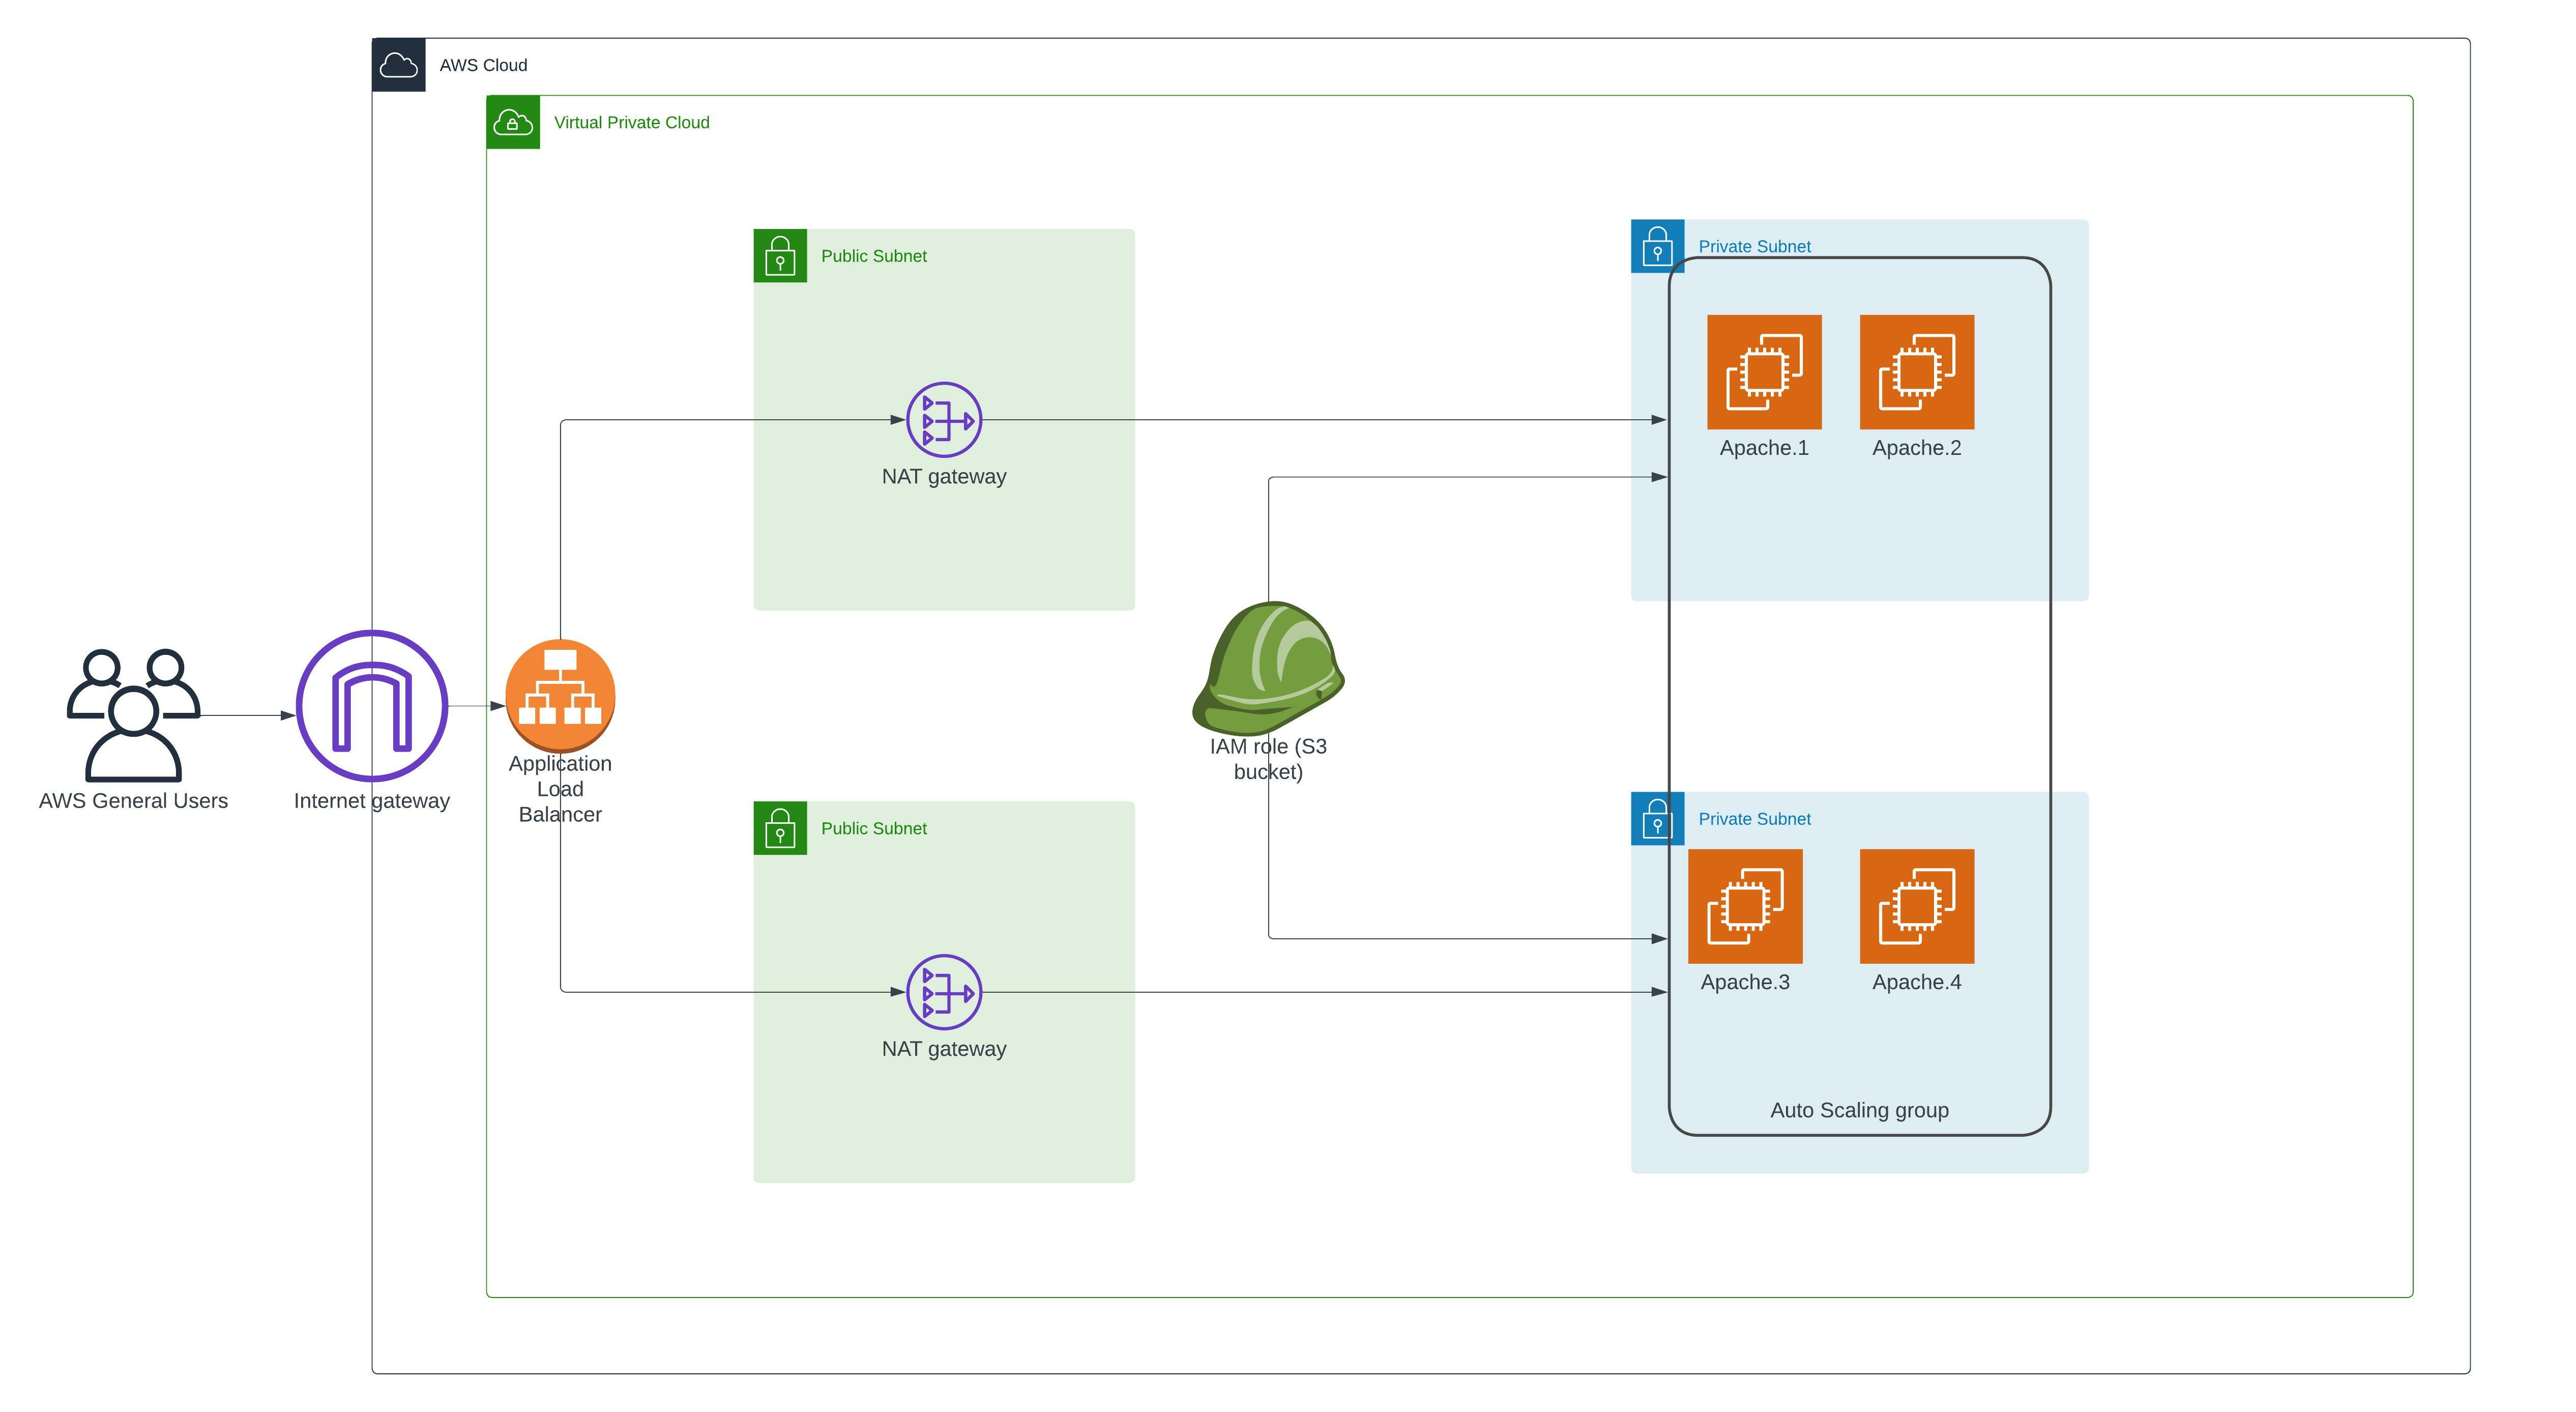 AWS Cloud
Virtual Private Cloud
Public Subnet
Private Subnet
Apache.1
Apache.2
NAT gateway
AWS General Users
Internet gateway
Application
Load
Balancer
IAM role (S3
bucket)
Public Subnet
Private Subnet
Apache.3
Apache.4
NAT gateway
Auto Scaling group